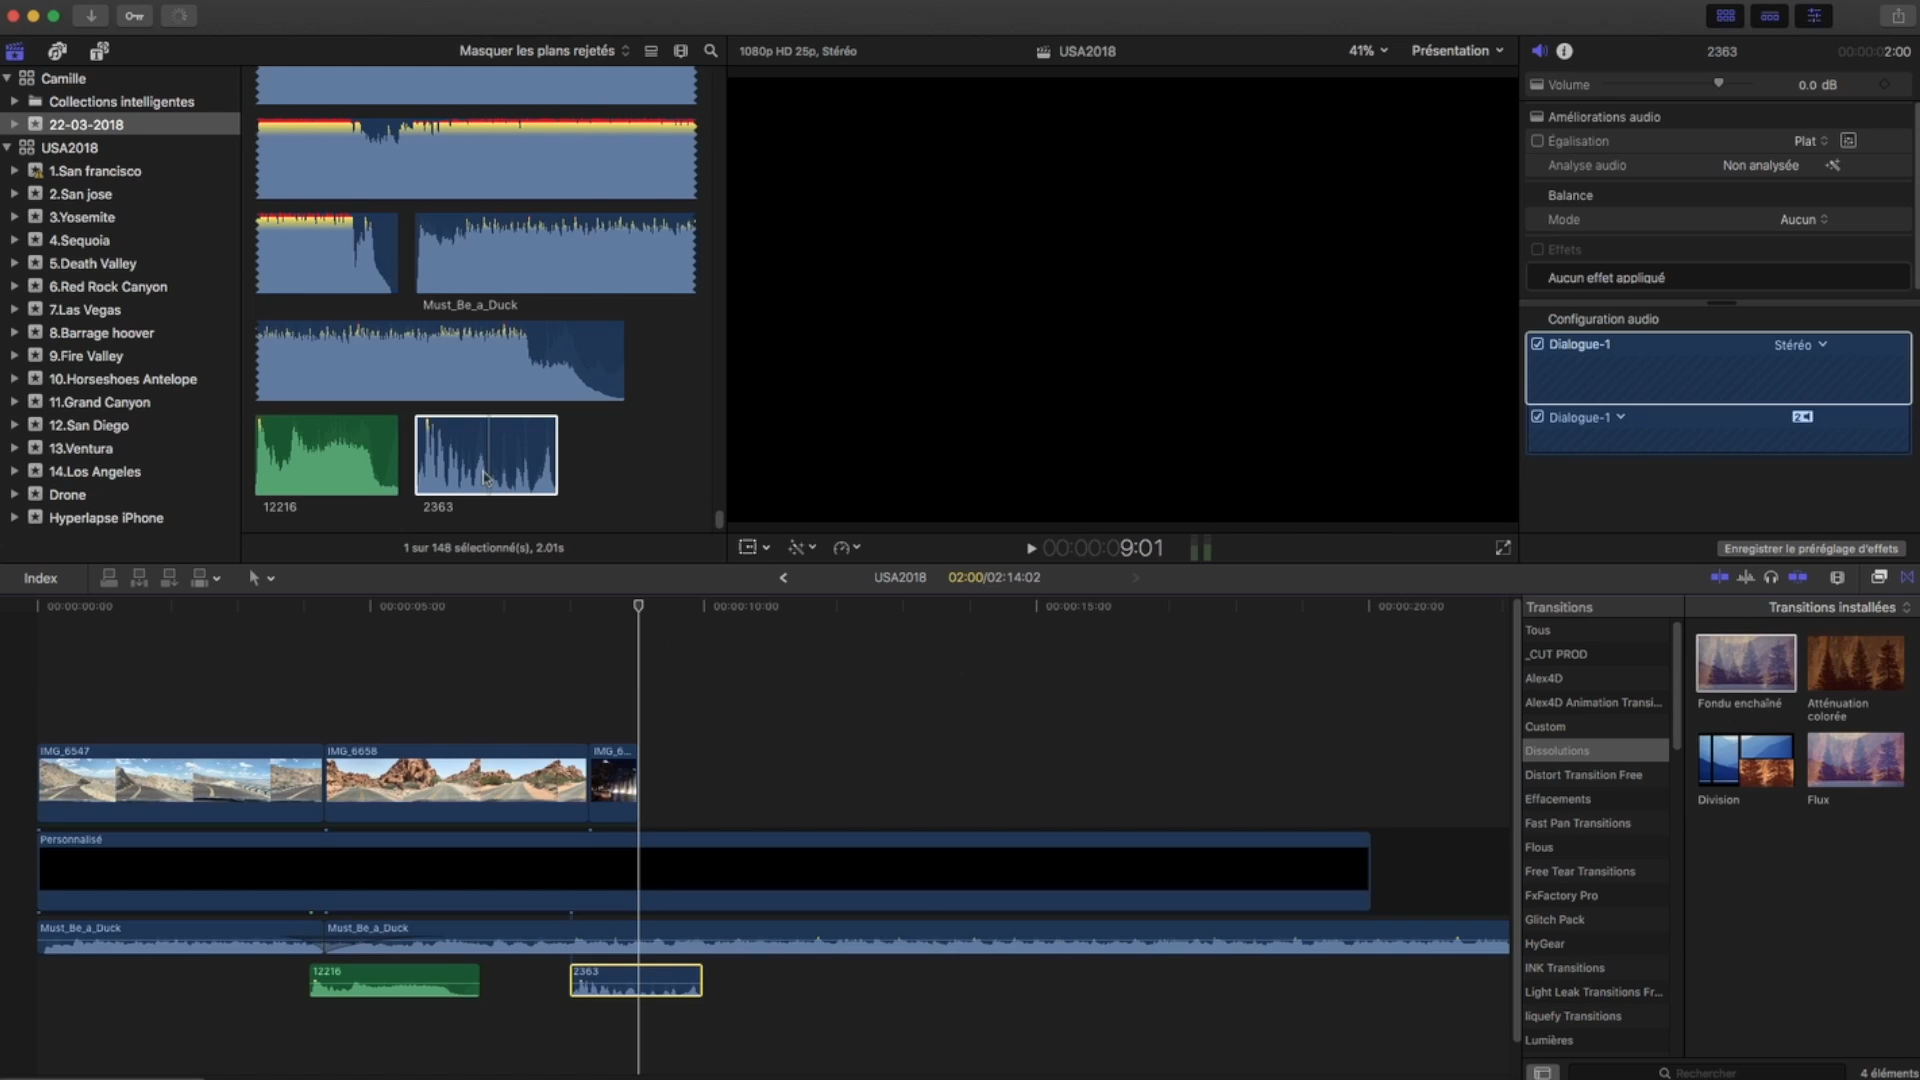 Masquer les plans rejetés
1080p HD 25p, Stéréo
USA2018
41%
Présentation
2363
00:00:02:00
Camille
Collections intelligentes
22-03-2018
USA2018
1.San francisco
2.San jose
3.Yosemite
4.Sequoia
5.Death Valley
6.Red Rock Canyon
7.Las Vegas
8.Barrage hoover
9.Fire Valley
10.Horseshoes Antelope
11.Grand Canyon
12.San Diego
13.Ventura
14.Los Angeles
Drone
Hyperlapse iPhone
Must_Be_a_Duck
12216
2363
1 sur 148 sélectionné(s), 2.01s
00:00:09:01
Volume
0.0 dB
Améliorations audio
Égalisation
Plat
Analyse audio
Non analysée
Balance
Mode
Aucun
Effets
Aucun effet appliqué
Configuration audio
Dialogue-1
Stéréo
Dialogue-1
2
Enregistrer le préréglage d'effets
Index
USA2018
02:00/02:14:02
00:00:00:00
00:00:05:00
00:00:10:00
00:00:15:00
00:00:20:00
IMG_6547
IMG_6658
IMG_6...
Personnalisé
Must_Be_a_Duck
Must_Be_a_Duck
12216
2363
Transitions
Transitions installées
Tous
_CUT PROD
Alex4D
Alex4D Animation Transi...
Custom
Dissolutions
Distort Transition Free
Effacements
Fast Pan Transitions
Flous
Free Tear Transitions
FxFactory Pro
Glitch Pack
HyGear
INK Transitions
Light Leak Transitions Fr...
liquefy Transitions
Lumières
Fondu enchaîné
Atténuation
colorée
Division
Flux
Rechercher
4 éléments